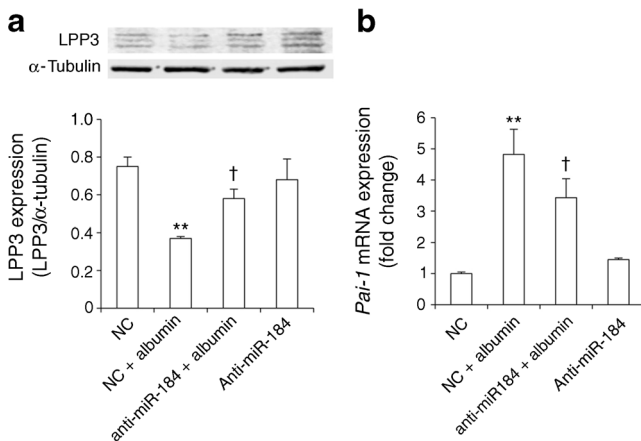 a
LPP3
α-Tubulin
LPP3 expression
(LPP3/α-tubulin)
1.0
0.8
0.6
0.4
0.2
0
**
†
NC
NC + albumin
anti-miR-184 + albumin
Anti-miR-184
b
Pai-1 mRNA expression
(fold change)
6
5
4
3
2
1
0
**
†
NC
NC + albumin
anti-miR184 + albumin
Anti-miR-184